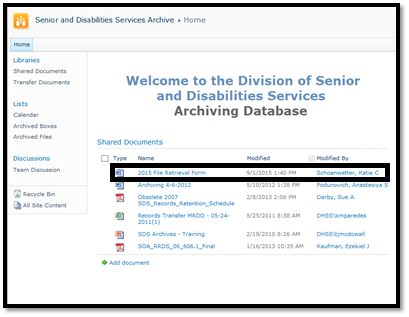 Senior and Disabilities Services Archive ▸ Home
Home
Libraries
Shared Documents
Transfer Documents
Lists
Calendar
Archived Boxes
Archived Files
Discussions
Team Discussion
Recycle Bin
All Site Content
Welcome to the Division of Senior
and Disabilities Services
Archiving Database
Shared Documents
Type Name Modified Modified By
2015 File Retrieval Form 9/1/2015 1:40 PM Schoenwetter, Katie C
Archiving 4-6-2012 5/10/2012 1:38 PM Podunovich, Anastasiya S
Obsolete 2007 2/8/2013 2:06 PM Darby, Sue A
SDS_Records_Retention_Schedule
Records Transfer MRDD - 05-24- 5/25/2011 8:38 AM DHSS\kmparedes
2011(1)
SDS Archives - Training 2/18/2010 8:26 AM DHSS\tjmcdowall
SOA_RRDS_06_606.1_Final 1/16/2013 10:35 AM Kaufman, Ezekiel J
Add document